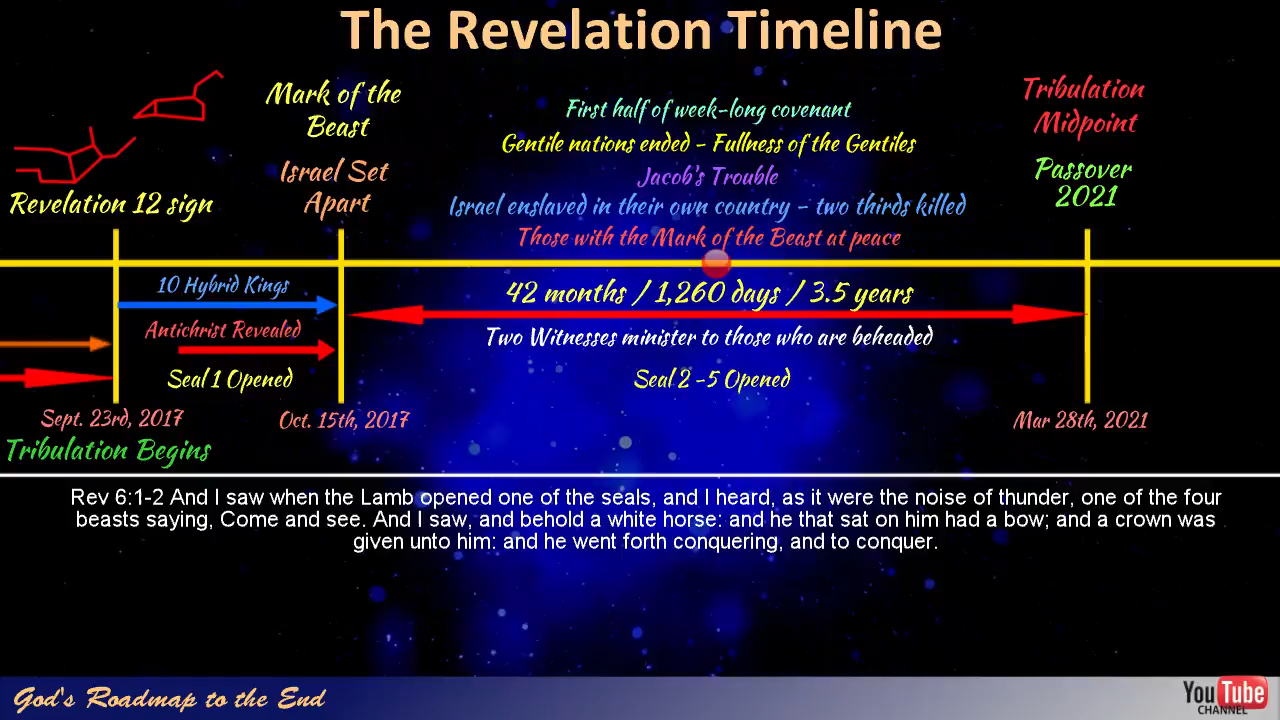 The Revelation Timeline
Revelation 12 sign
Mark of the
Beast
Israel Set
Apart
First half of week-long covenant
Gentile nations ended - Fullness of the Gentiles
Jacob's Trouble
Israel enslaved in their own country - two thirds killed
Those with the Mark of the Beast at peace
Tribulation
Midpoint
Passover
2021
10 Hybrid Kings
Antichrist Revealed
Seal 1 Opened
42 months / 1,260 days / 3.5 years
Two Witnesses minister to those who are beheaded
Seal 2 -5 Opened
Sept. 23rd, 2017
Tribulation Begins
Oct. 15th, 2017
Mar 28th, 2021
Rev 6:1-2 And I saw when the Lamb opened one of the seals, and I heard, as it were the noise of thunder, one of the four
beasts saying, Come and see. And I saw, and behold a white horse: and he that sat on him had a bow; and a crown was
given unto him: and he went forth conquering, and to conquer.
God's Roadmap to the End
YouTube
CHANNEL